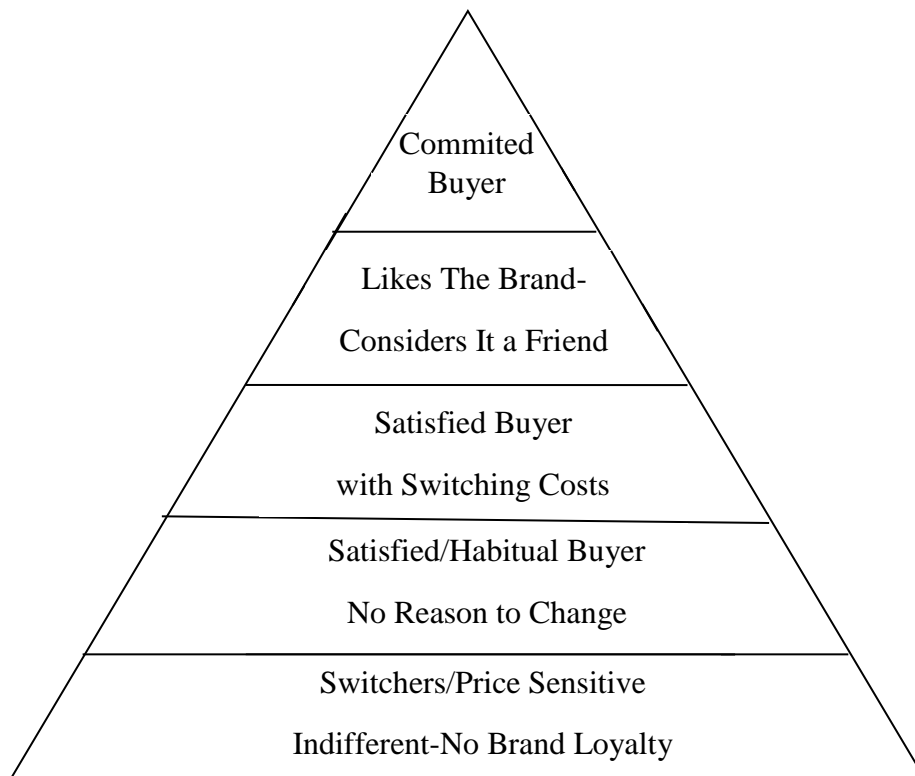 Commited
Buyer
Likes The Brand-
Considers It a Friend
Satisfied Buyer
with Switching Costs
Satisfied/Habitual Buyer
No Reason to Change
Switchers/Price Sensitive
Indifferent-No Brand Loyalty